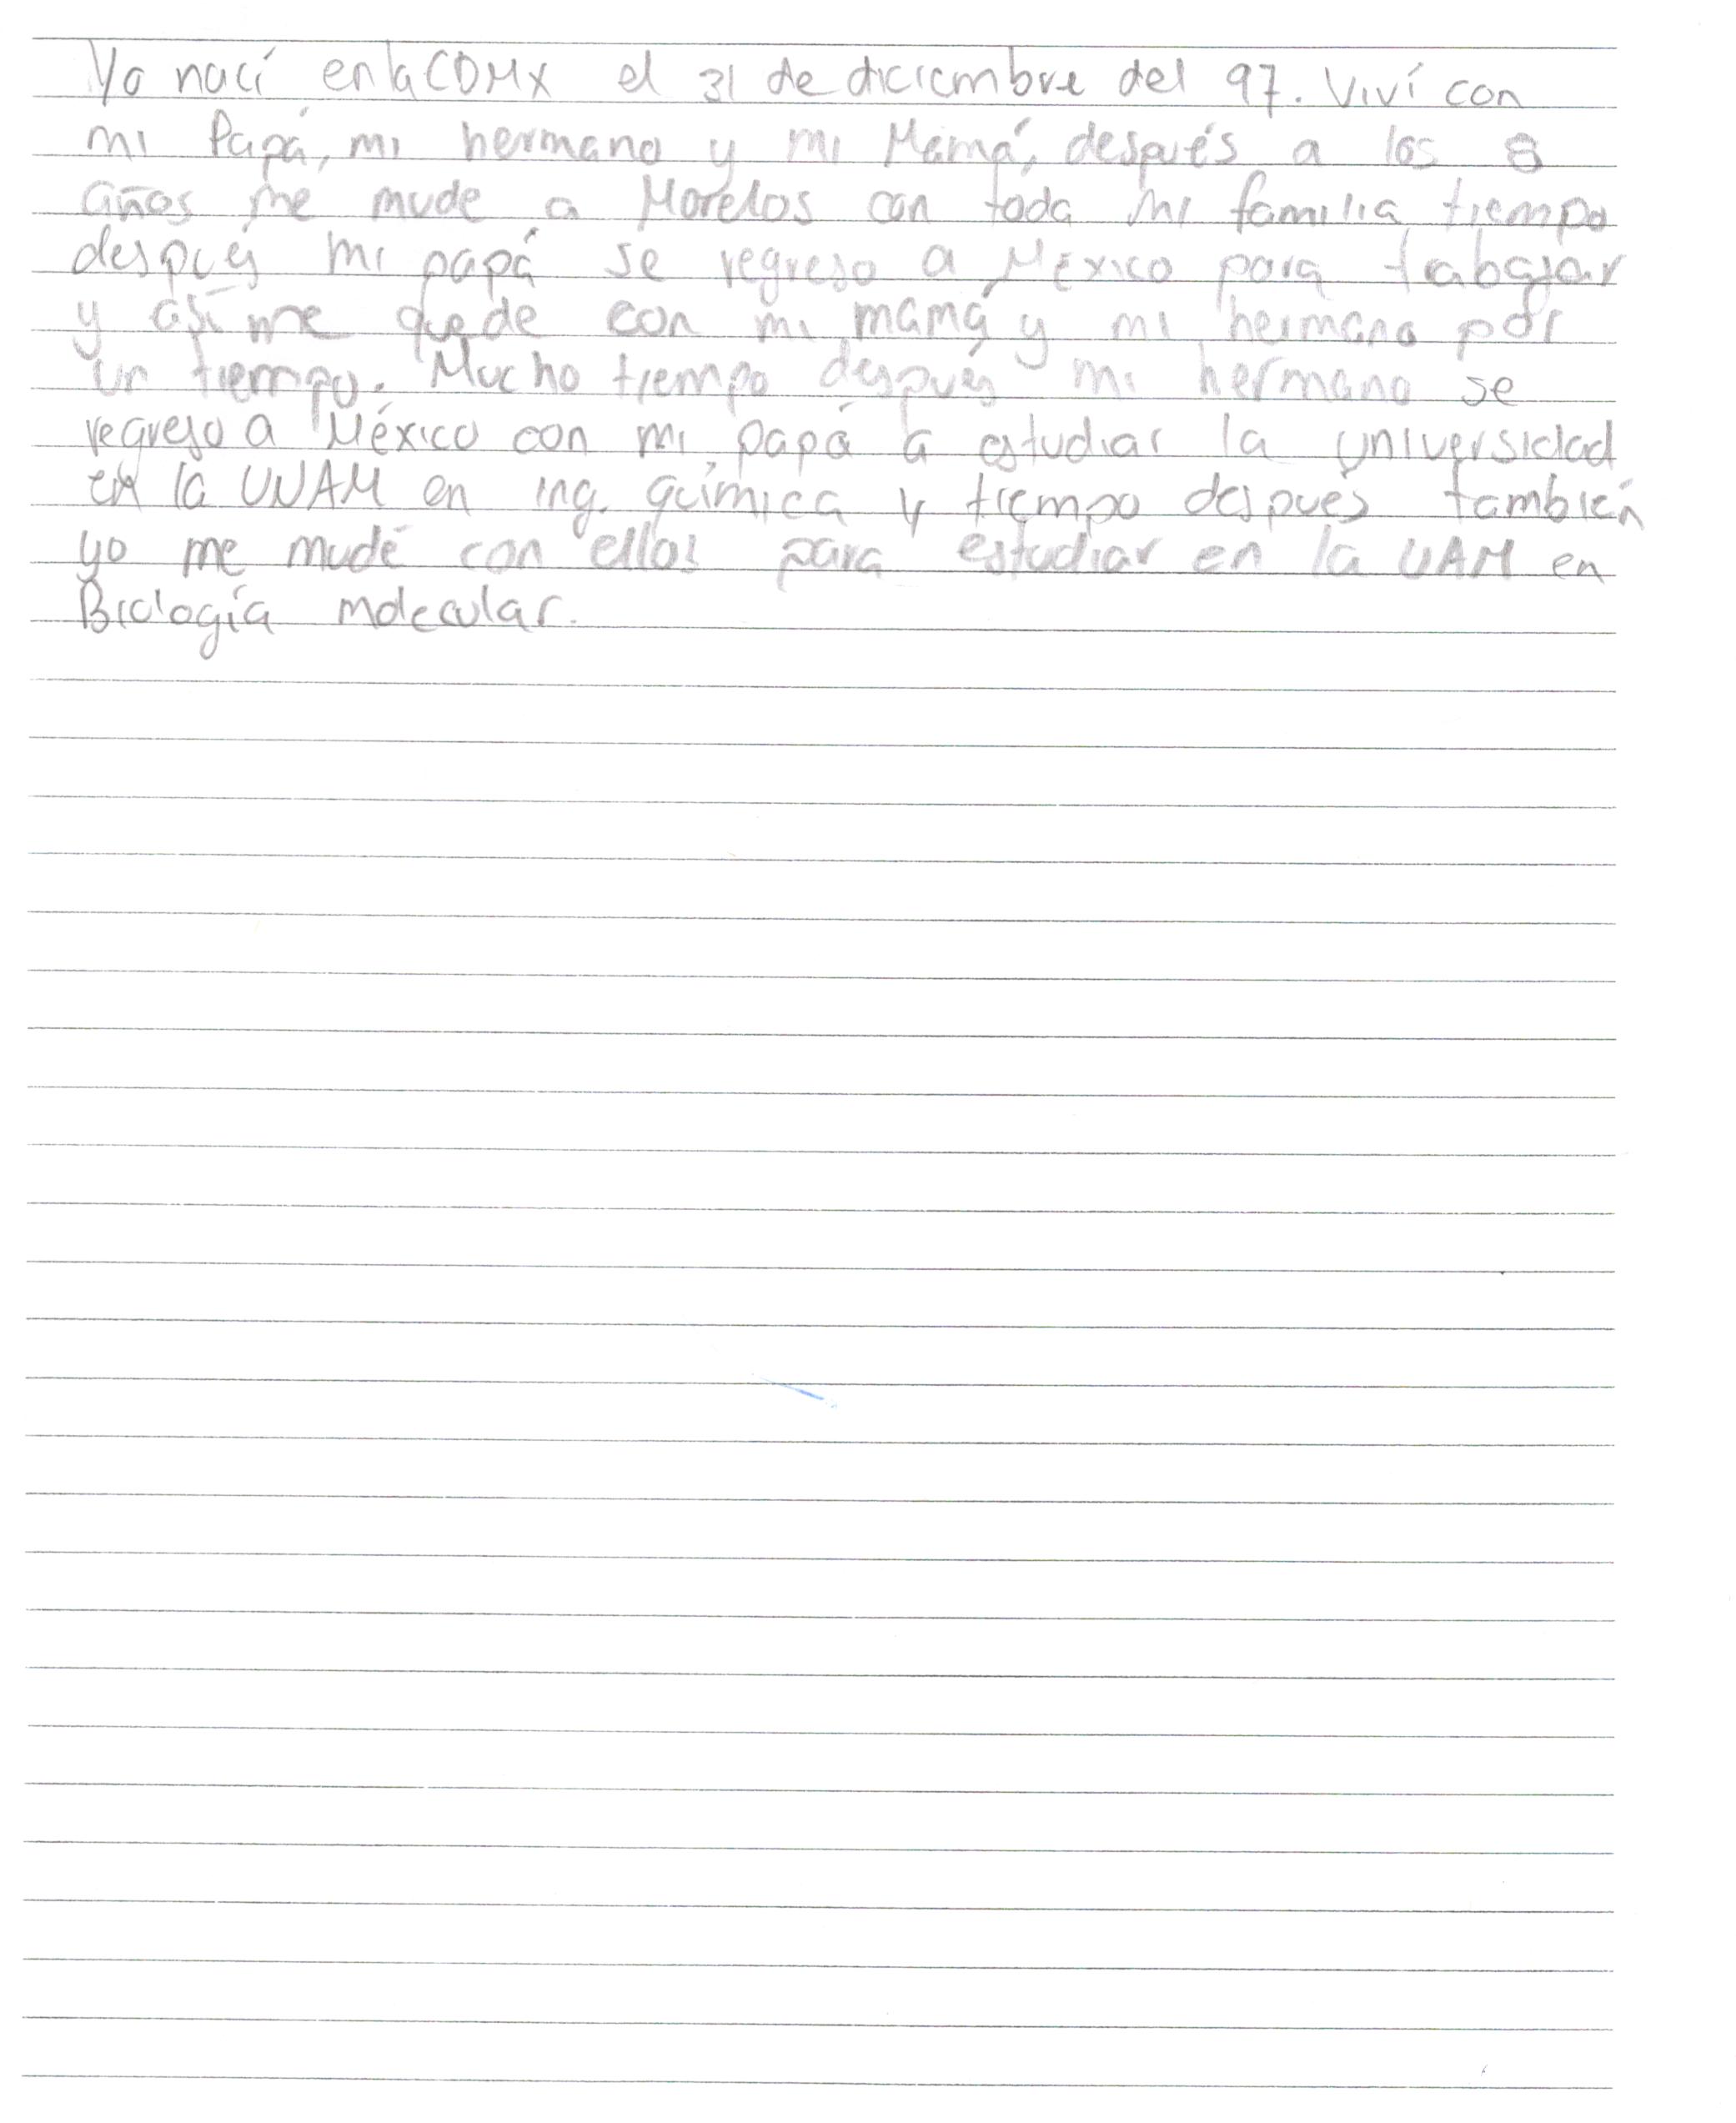 Yo nací en la CDMX el 31 de diciembre del 97. Viví con
mi Papá, mi hermano y mi Mamá, después a los 8
años me mude a Morelos con toda mi familia tiempo
después mi papá se regreso a México para trabajar
y así me quede con mi mamá y mi hermano por
un tiempo. Mucho tiempo después mi hermano se
regreso a México con mi papá a estudiar la universidad
en la UNAM en ing. química y tiempo después también
yo me mudé con ellos para estudiar en la UAM en
Biología molecular.